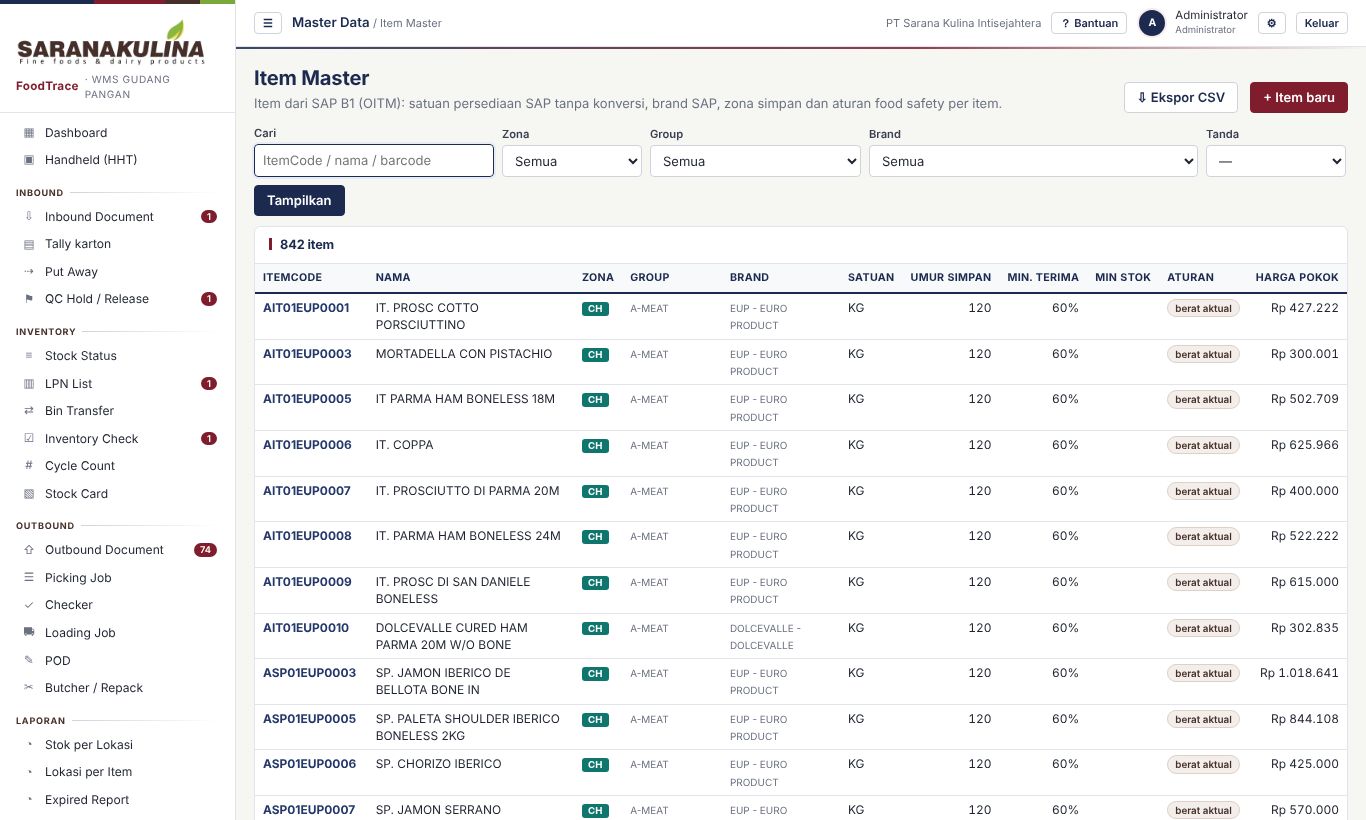 SARANAKULINA
Fine foods & dairy products
FoodTrace · WMS GUDANG PANGAN
Dashboard
Handheld (HHT)
INBOUND
Inbound Document 1
Tally karton
Put Away
QC Hold / Release 1
INVENTORY
Stock Status
LPN List 1
Bin Transfer
Inventory Check 1
Cycle Count
Stock Card
OUTBOUND
Outbound Document 74
Picking Job
Checker
Loading Job
POD
Butcher / Repack
LAPORAN
Stok per Lokasi
Lokasi per Item
Expired Report
Master Data / Item Master
PT Sarana Kulina Intisejahtera
? Bantuan
A
Administrator
Administrator
Keluar
Item Master
Item dari SAP B1 (OITM): satuan persediaan SAP tanpa konversi, brand SAP, zona simpan dan aturan food safety per item.
⇩ Ekspor CSV
+ Item baru
Cari Zona Group Brand Tanda
ItemCode / nama / barcode Semua Semua Semua —
Tampilkan
842 item
ITEMCODE NAMA ZONA GROUP BRAND SATUAN UMUR SIMPAN MIN. TERIMA MIN STOK ATURAN HARGA POKOK
AIT01EUP0001 IT. PROSC COTTO PORSCIUTTINO CH A-MEAT EUP - EURO PRODUCT KG 120 60% berat aktual Rp 427.222
AIT01EUP0003 MORTADELLA CON PISTACHIO CH A-MEAT EUP - EURO PRODUCT KG 120 60% berat aktual Rp 300.001
AIT01EUP0005 IT PARMA HAM BONELESS 18M CH A-MEAT EUP - EURO PRODUCT KG 120 60% berat aktual Rp 502.709
AIT01EUP0006 IT. COPPA CH A-MEAT EUP - EURO PRODUCT KG 120 60% berat aktual Rp 625.966
AIT01EUP0007 IT. PROSCIUTTO DI PARMA 20M CH A-MEAT EUP - EURO PRODUCT KG 120 60% berat aktual Rp 400.000
AIT01EUP0008 IT. PARMA HAM BONELESS 24M CH A-MEAT EUP - EURO PRODUCT KG 120 60% berat aktual Rp 522.222
AIT01EUP0009 IT. PROSC DI SAN DANIELE BONELESS CH A-MEAT EUP - EURO PRODUCT KG 120 60% berat aktual Rp 615.000
AIT01EUP0010 DOLCEVALLE CURED HAM PARMA 20M W/O BONE CH A-MEAT DOLCEVALLE - DOLCEVALLE KG 120 60% berat aktual Rp 302.835
ASP01EUP0003 SP. JAMON IBERICO DE BELLOTA BONE IN CH A-MEAT EUP - EURO PRODUCT KG 120 60% berat aktual Rp 1.018.641
ASP01EUP0005 SP. PALETA SHOULDER IBERICO BONELESS 2KG CH A-MEAT EUP - EURO PRODUCT KG 120 60% berat aktual Rp 844.108
ASP01EUP0006 SP. CHORIZO IBERICO CH A-MEAT EUP - EURO PRODUCT KG 120 60% berat aktual Rp 425.000
ASP01EUP0007 SP. JAMON SERRANO CH A-MEAT EUP - EURO KG 120 60% berat aktual Rp 570.000